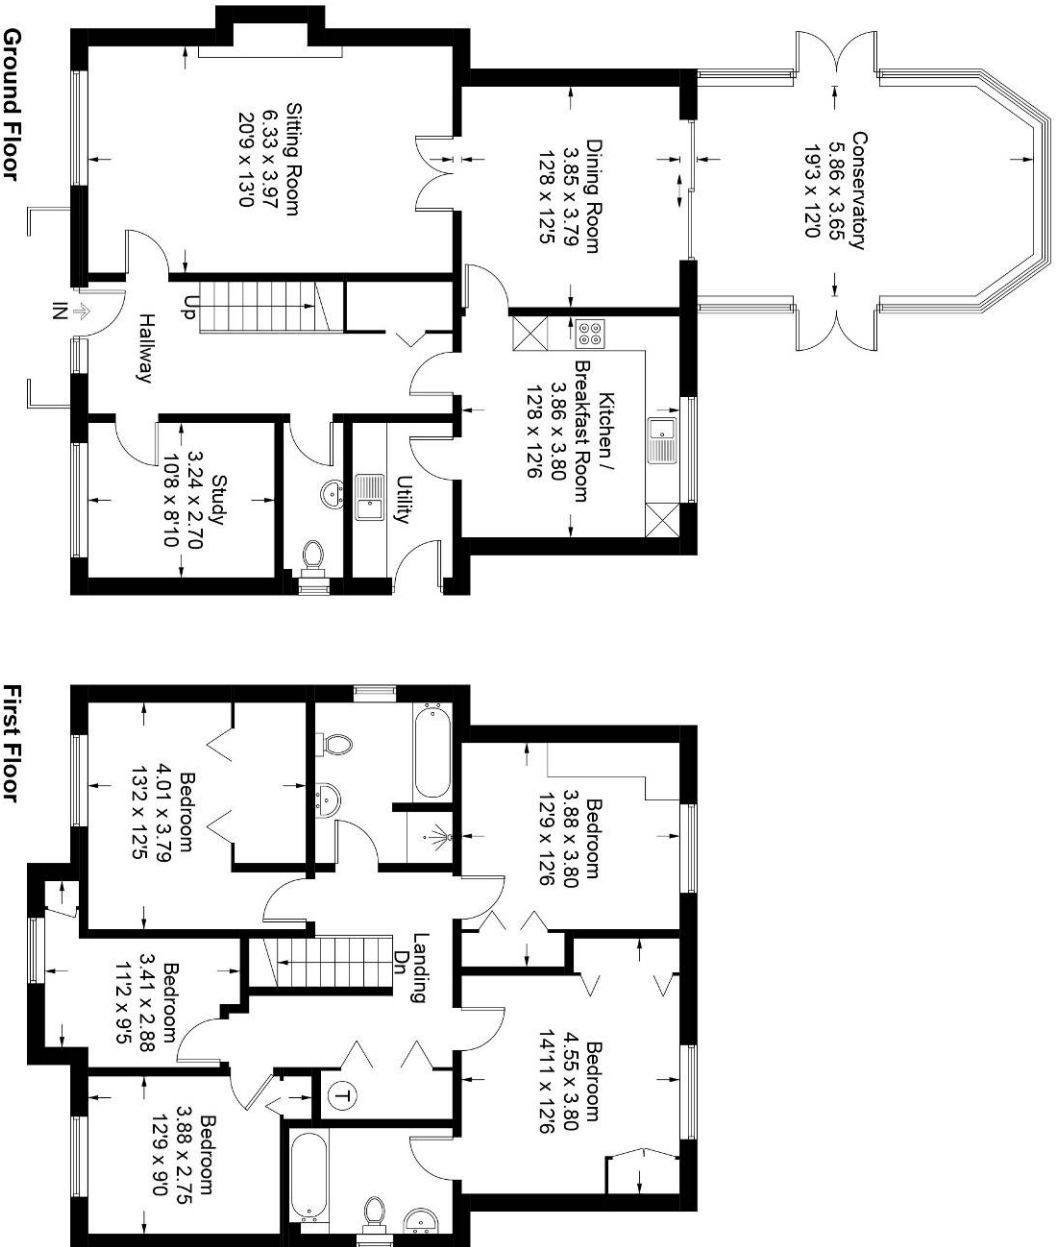 Ground Floor
Conservatory
5.86 x 3.65
19'3 x 12'0
Dining Room
3.85 x 3.79
12'8 x 12'5
Kitchen /
Breakfast Room
3.86 x 3.80
12'8 x 12'6
Sitting Room
6.33 x 3.97
20'9 x 13'0
Utility
Up
Hallway
Study
3.24 x 2.70
10'8 x 8'10
IN
First Floor
Bedroom
3.88 x 3.80
12'9 x 12'6
Bedroom
4.55 x 3.80
14'11 x 12'6
Landing
Dn
T
Bedroom
4.01 x 3.79
13'2 x 12'5
Bedroom
3.41 x 2.88
11'2 x 9'5
Bedroom
3.88 x 2.75
12'9 x 9'0